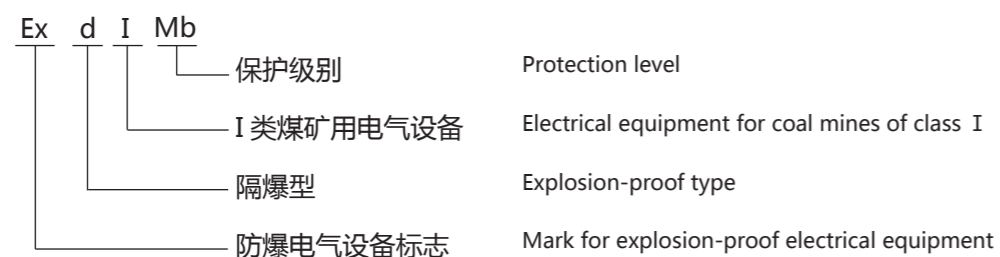 Ex d I Mb
保护级别 Protection level
I 类煤矿用电气设备 Electrical equipment for coal mines of class I
隔爆型 Explosion-proof type
防爆电气设备标志 Mark for explosion-proof electrical equipment